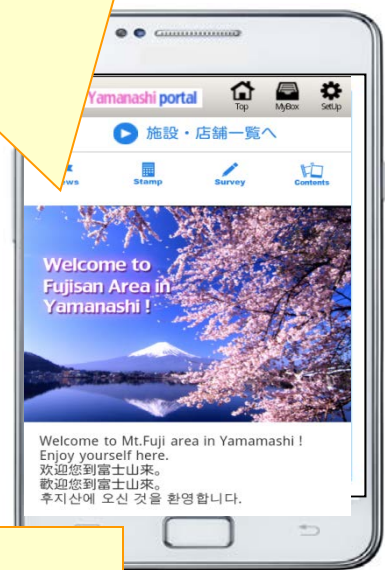 Yamanashi portal
Top MyBox SetUp
施設・店舗一覧へ
ews Stamp Survey Contents
Welcome to
Fujisan Area in
Yamanashi !
Welcome to Mt.Fuji area in Yamamashi !
Enjoy yourself here.
欢迎您到富士山来。
歡迎您到富士山來。
후지산에 오신 것을 환영합니다.